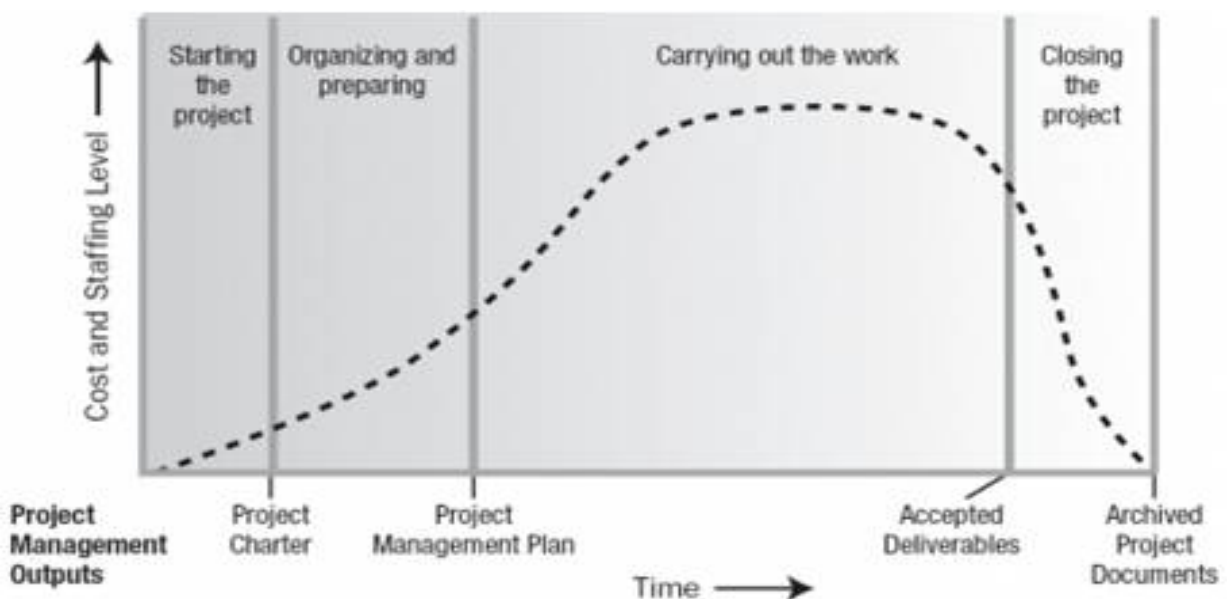 Starting
the
project
Organizing and
preparing
Carrying out the work
Closing
the
project
Cost and Staffing Level
Project
Management
Outputs
Project
Charter
Project
Management Plan
Accepted
Deliverables
Archived
Project
Documents
Time